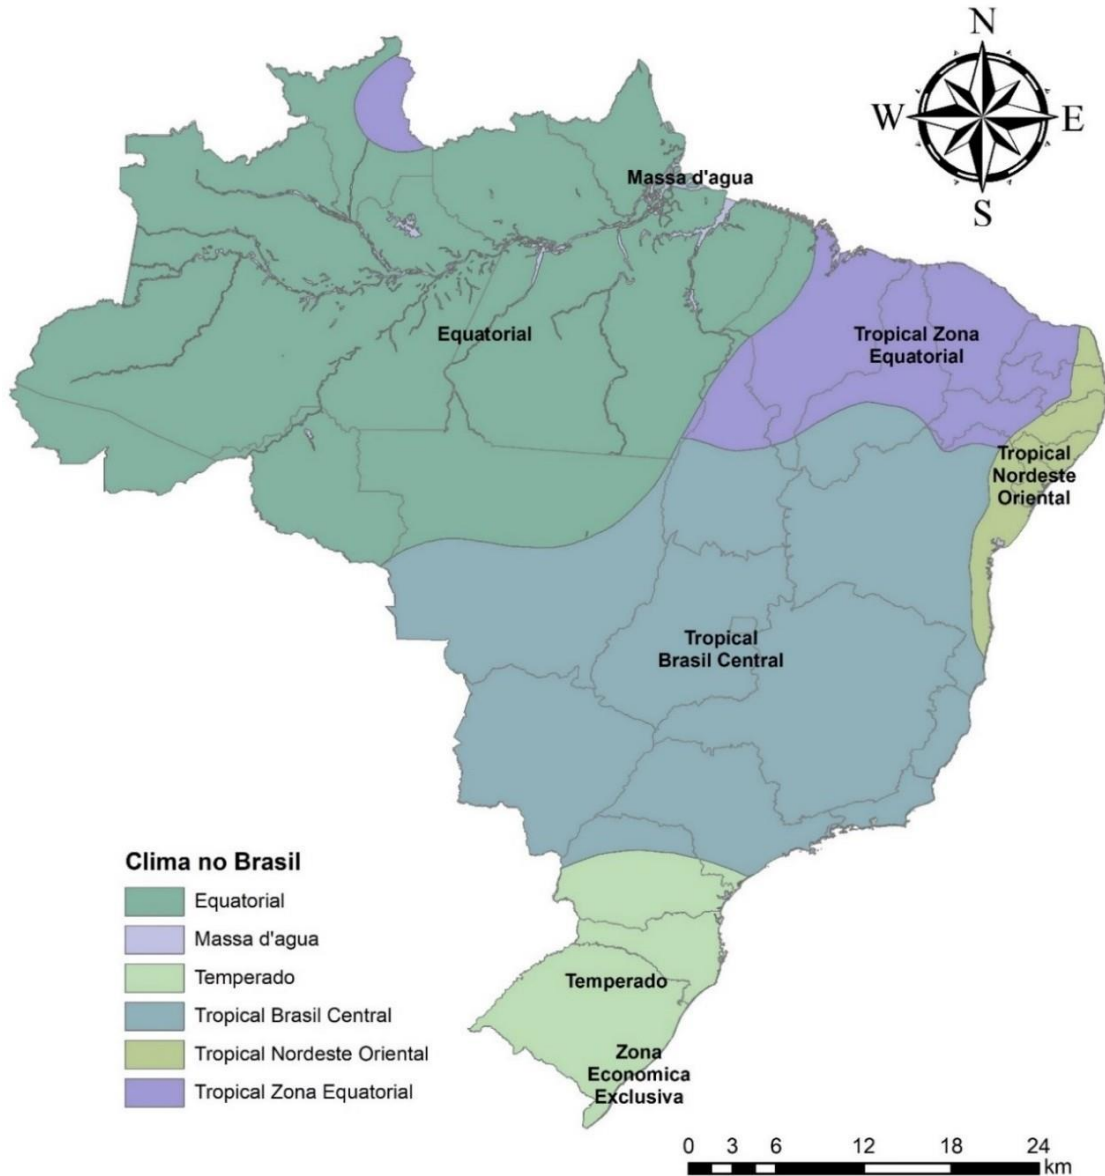 N
W
E
S
Massa d'agua
Equatorial
Tropical Zona
Equatorial
Tropical
Nordeste
Oriental
Tropical
Brasil Central
Temperado
Zona
Economica
Exclusiva
Clima no Brasil
Equatorial
Massa d'agua
Temperado
Tropical Brasil Central
Tropical Nordeste Oriental
Tropical Zona Equatorial
0 3 6 12 18 24
km